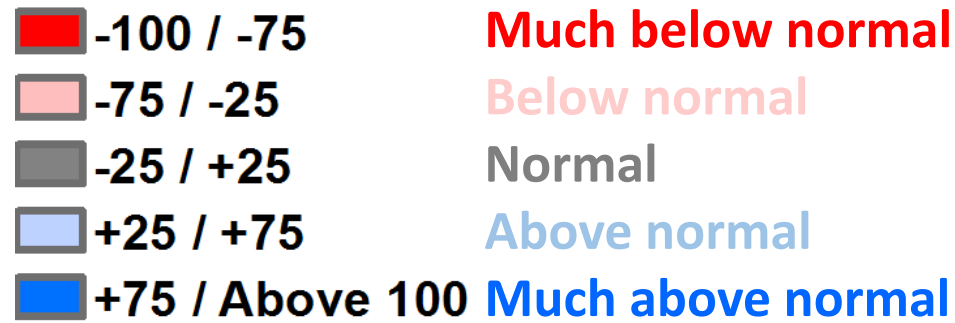 -100 / -75 Much below normal
-75 / -25 Below normal
-25 / +25 Normal
+25 / +75 Above normal
+75 / Above 100 Much above normal